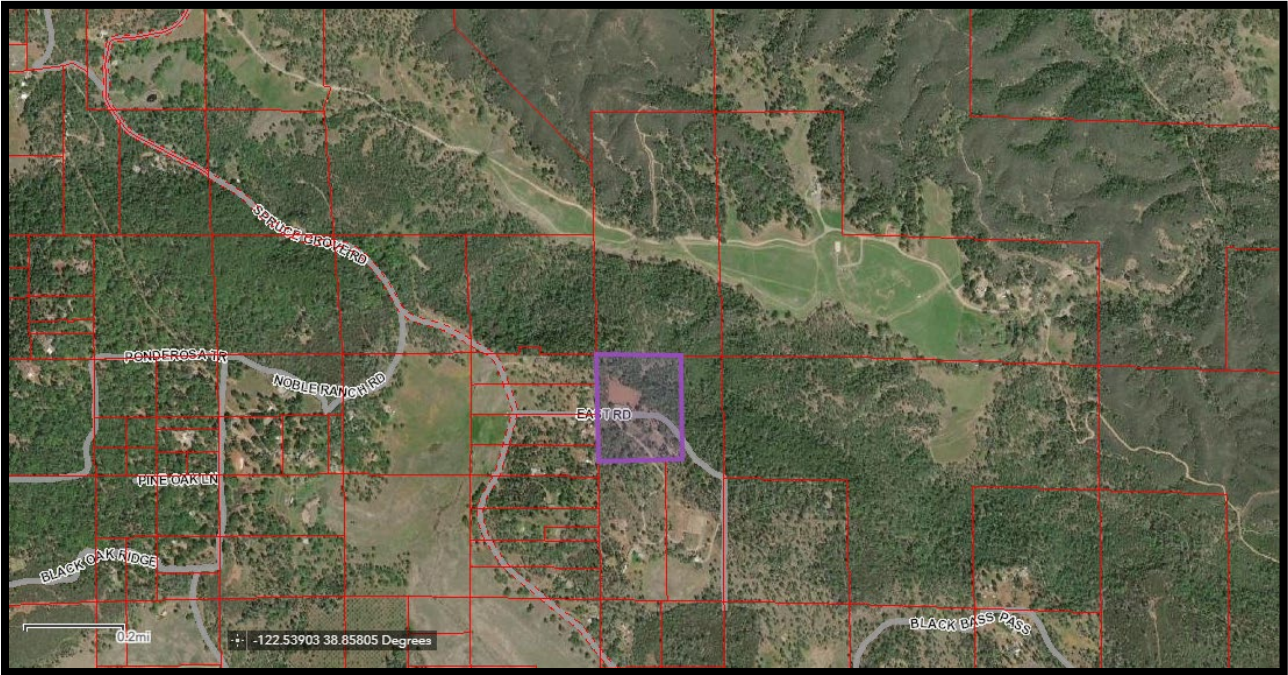 SPRUCE GROVE RD
PONDEROSA TR
NOBLE RANCH RD
EAST RD
PINE OAK LN
BLACK OAK RIDGE
BLACK BASS PASS
0.2mi
-122.53903 38.85805 Degrees